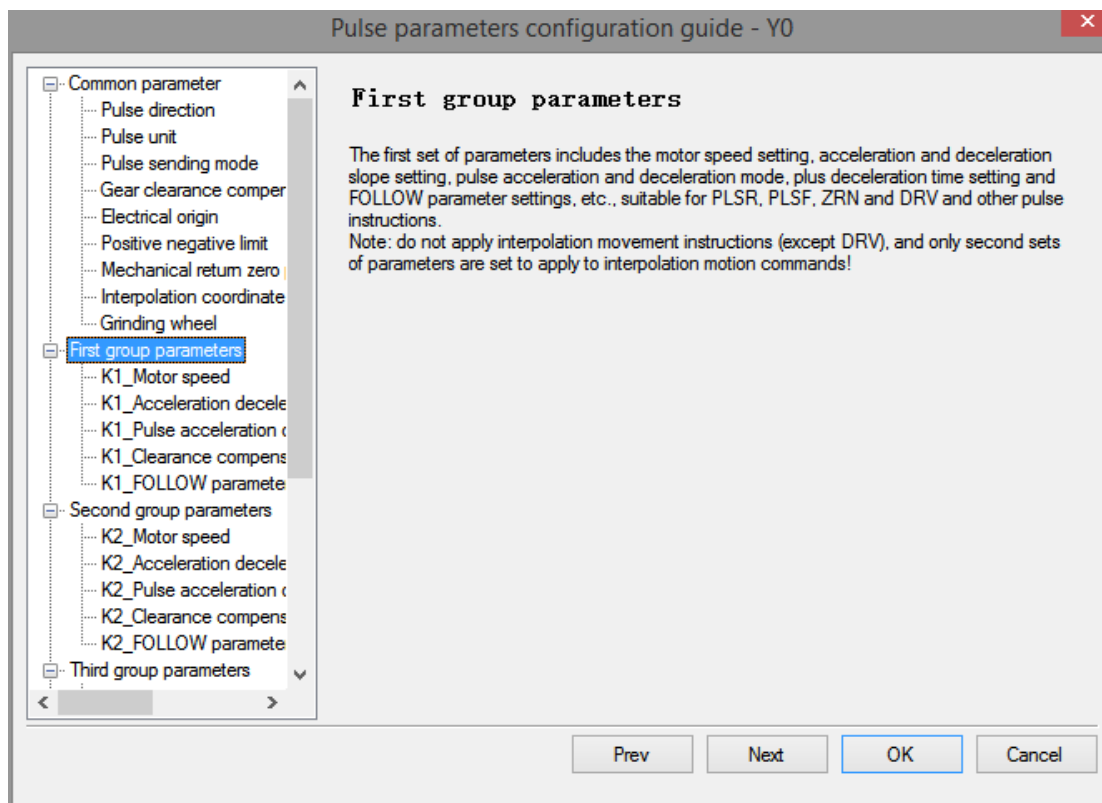 Pulse parameters configuration guide - Y0
Common parameter
Pulse direction
Pulse unit
Pulse sending mode
Gear clearance comper
Electrical origin
Positive negative limit
Mechanical return zero
Interpolation coordinate
Grinding wheel
First group parameters
K1_Motor speed
K1_Acceleration decele
K1_Pulse acceleration
K1_Clearance compens
K1_FOLLOW paramete
Second group parameters
K2_Motor speed
K2_Acceleration decele
K2_Pulse acceleration
K2_Clearance compens
K2_FOLLOW paramete
Third group parameters
First group parameters
The first set of parameters includes the motor speed setting, acceleration and deceleration
slope setting, pulse acceleration and deceleration mode, plus deceleration time setting and
FOLLOW parameter settings, etc., suitable for PLSR, PLSF, ZRN and DRV and other pulse
instructions.
Note: do not apply interpolation movement instructions (except DRV), and only second sets
of parameters are set to apply to interpolation motion commands!
Prev
Next
OK
Cancel